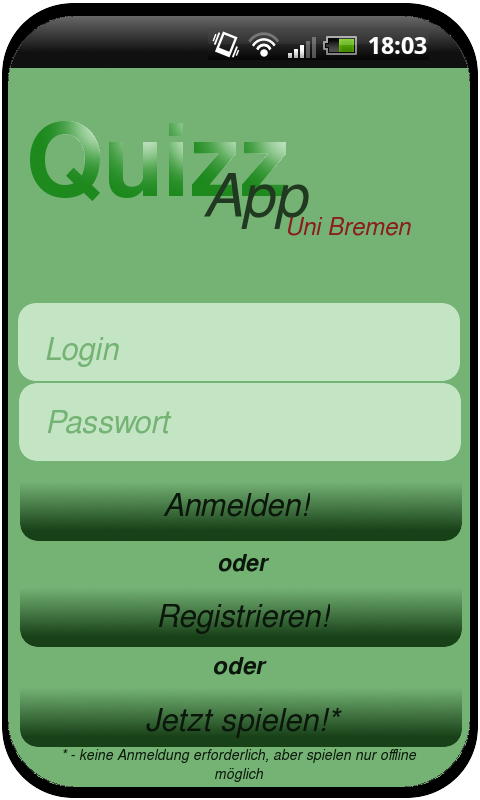 18:03
Quizz
App
Uni Bremen
Login
Passwort
Anmelden!
oder
Registrieren!
oder
Jetzt spielen!*
* - keine Anmeldung erforderlich, aber spielen nur offline
möglich